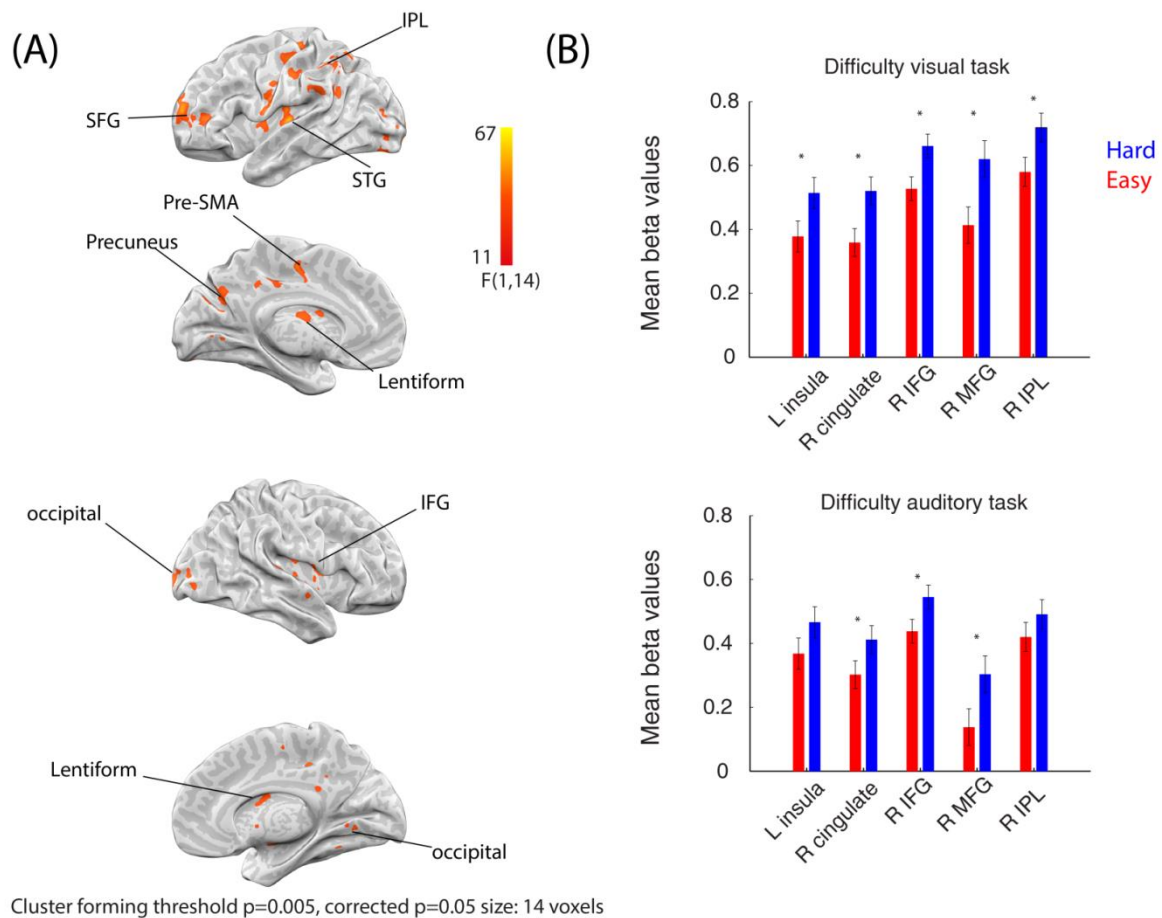 (A)
IPL
SFG
STG
67
11
F(1,14)
Pre-SMA
Precuneus
Lentiform
occipital
IFG
Lentiform
occipital
Cluster forming threshold p=0.005, corrected p=0.05 size: 14 voxels
(B)
Difficulty visual task
Hard
Easy
Mean beta values
0.8
0.6
0.4
0.2
0
* * * * *
L insula
R cingulate
R IFG
R MFG
R IPL
Difficulty auditory task
Mean beta values
0.8
0.6
0.4
0.2
0
* * *
L insula
R cingulate
R IFG
R MFG
R IPL